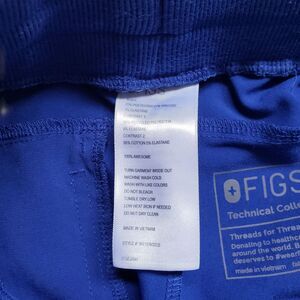 5% ELASTANE
CONTRAST 2
95% COTTON 5% ELASTANE
100% AWESOME
TURN GARMENT INSIDE OUT
MACHINE WASH COLD
WASH WITH LIKE COLORS
DO NOT BLEACH
TUMBLE DRY LOW
LOW HEAT IRON IF NEEDED
DO NOT DRY CLEAN
MADE IN VIETNAM
FIGS
Technical Colle
Threads for Threa
Donating to healthc
around the world. B
deserves to #wearf
made in vietnam